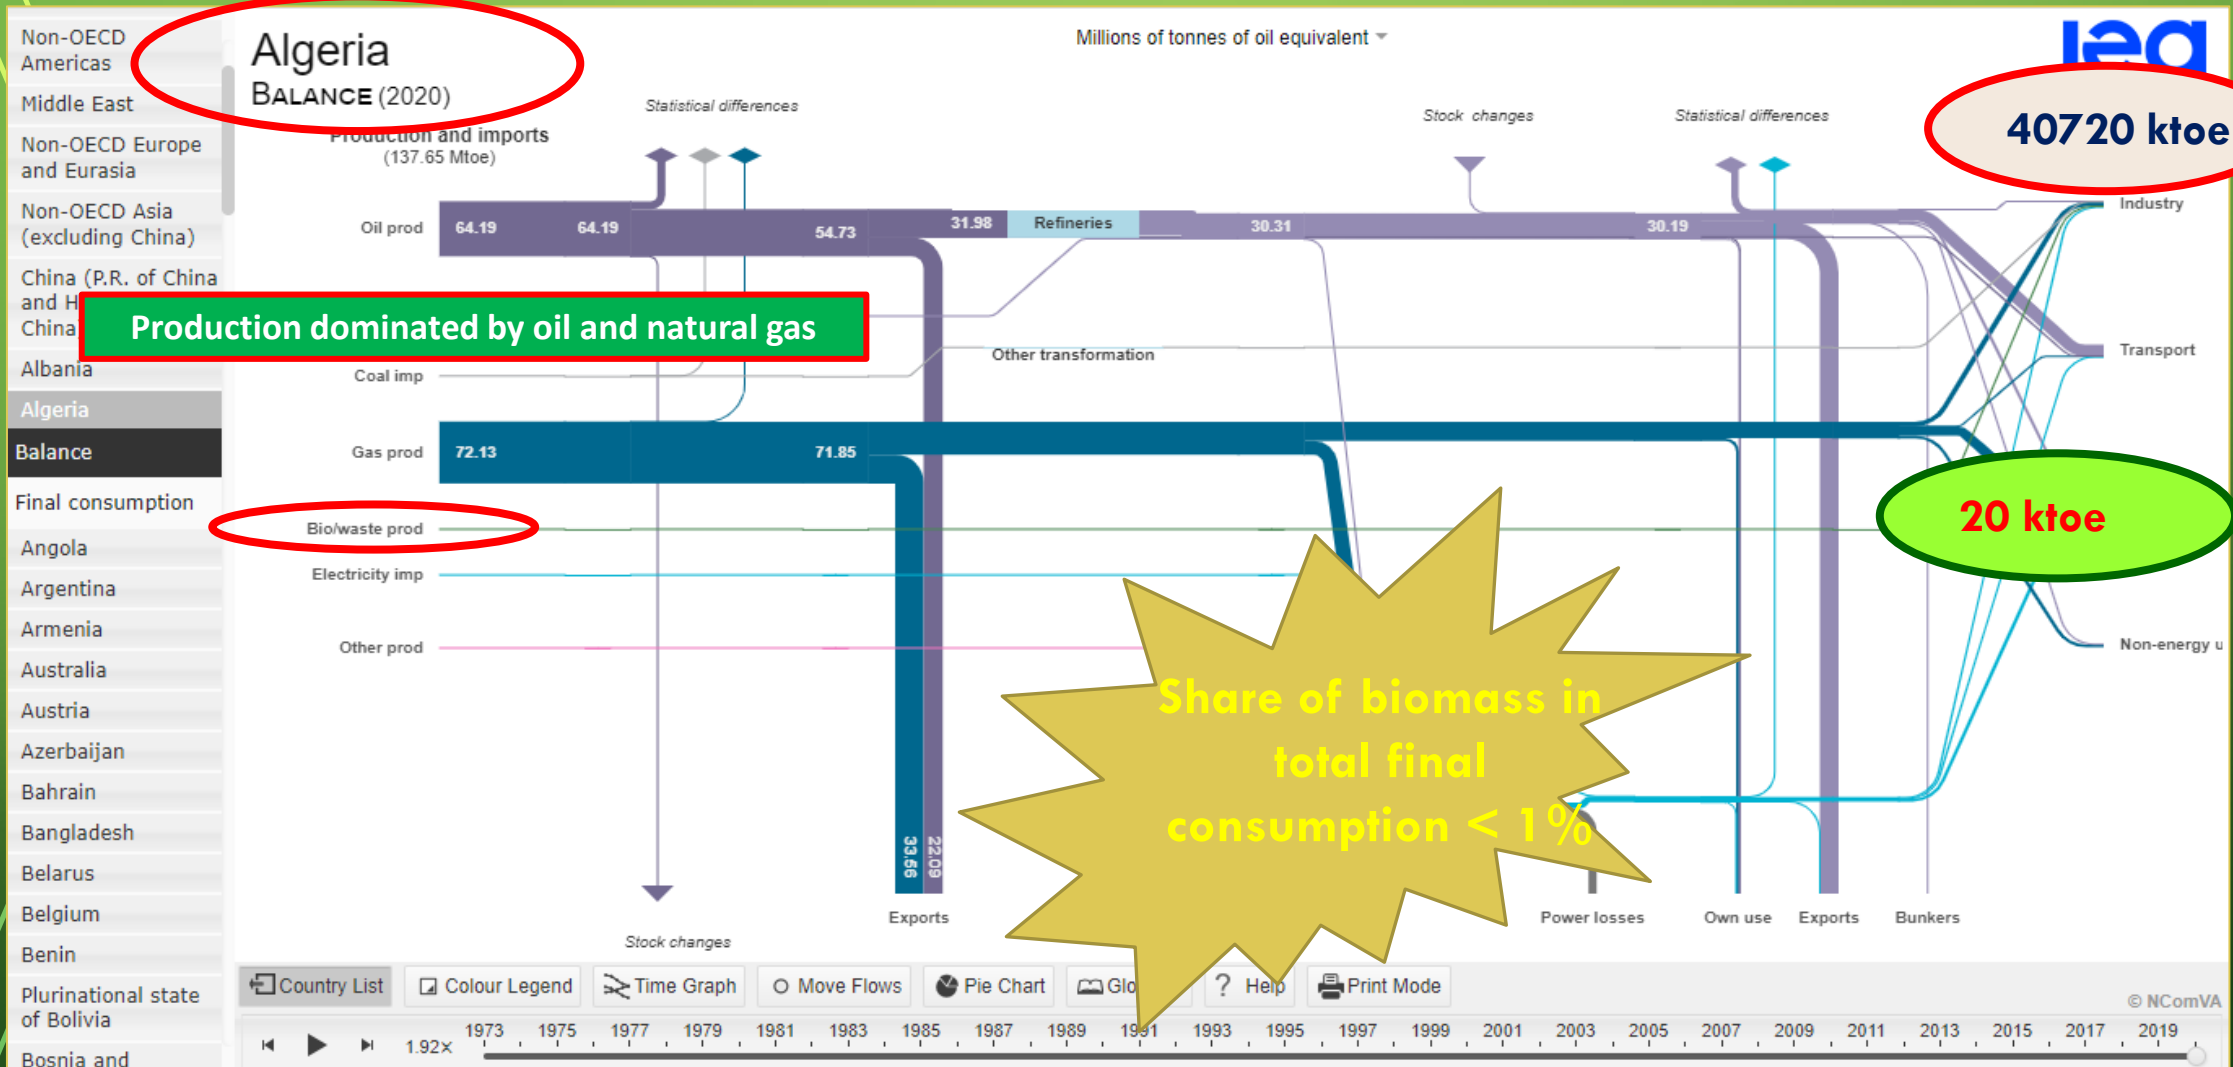 Non-OECD
Americas
Middle East
Non-OECD Europe
and Eurasia
Non-OECD Asia
(excluding China)
China (P.R. of China
and H
China
Albania
Algeria
Balance
Final consumption
Angola
Argentina
Armenia
Australia
Austria
Azerbaijan
Bahrain
Bangladesh
Belarus
Belgium
Benin
Plurinational state
of Bolivia
Bosnia and
Algeria
BALANCE (2020)
Millions of tonnes of oil equivalent
iea
40720 ktoe
Production and imports
(137.65 Mtoe)
Statistical differences
Stock changes
Statistical differences
Oil prod
64.19
64.19
54.73
31.98
Refineries
30.31
30.19
Industry
Production dominated by oil and natural gas
Other transformation
Transport
Coal imp
Gas prod
72.13
71.85
Bio/waste prod
20 ktoe
Electricity imp
Other prod
Non-energy u
Share of biomass in
total final
consumption < 1%
33.56
22.09
Exports
Power losses
Own use
Exports
Bunkers
Stock changes
Country List
Colour Legend
Time Graph
Move Flows
Pie Chart
Glo
? Help
Print Mode
© NComVA
1.92x
1973 1975 1977 1979 1981 1983 1985 1987 1989 1991 1993 1995 1997 1999 2001 2003 2005 2007 2009 2011 2013 2015 2017 2019